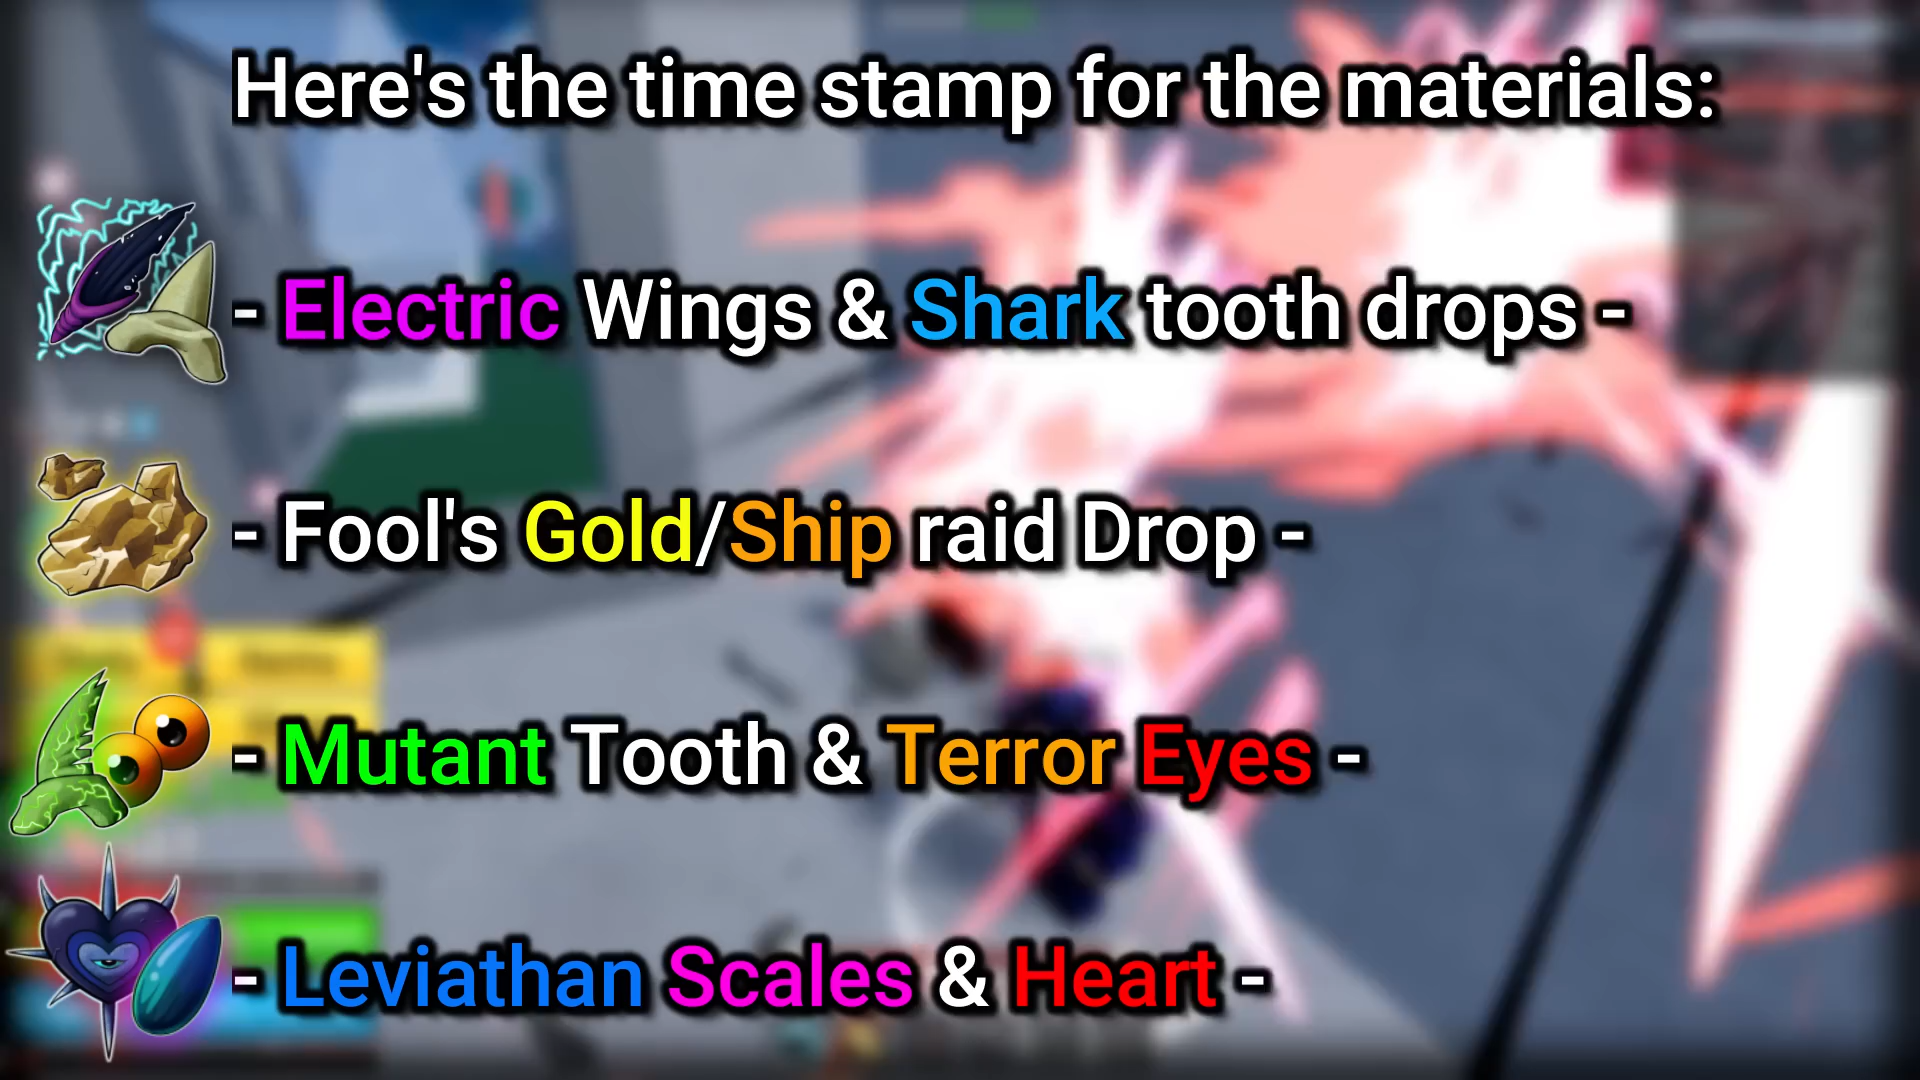 Here's the time stamp for the materials:
- Electric Wings & Shark tooth drops -
- Fool's Gold/Ship raid Drop -
- Mutant Tooth & Terror Eyes -
- Leviathan Scales & Heart -